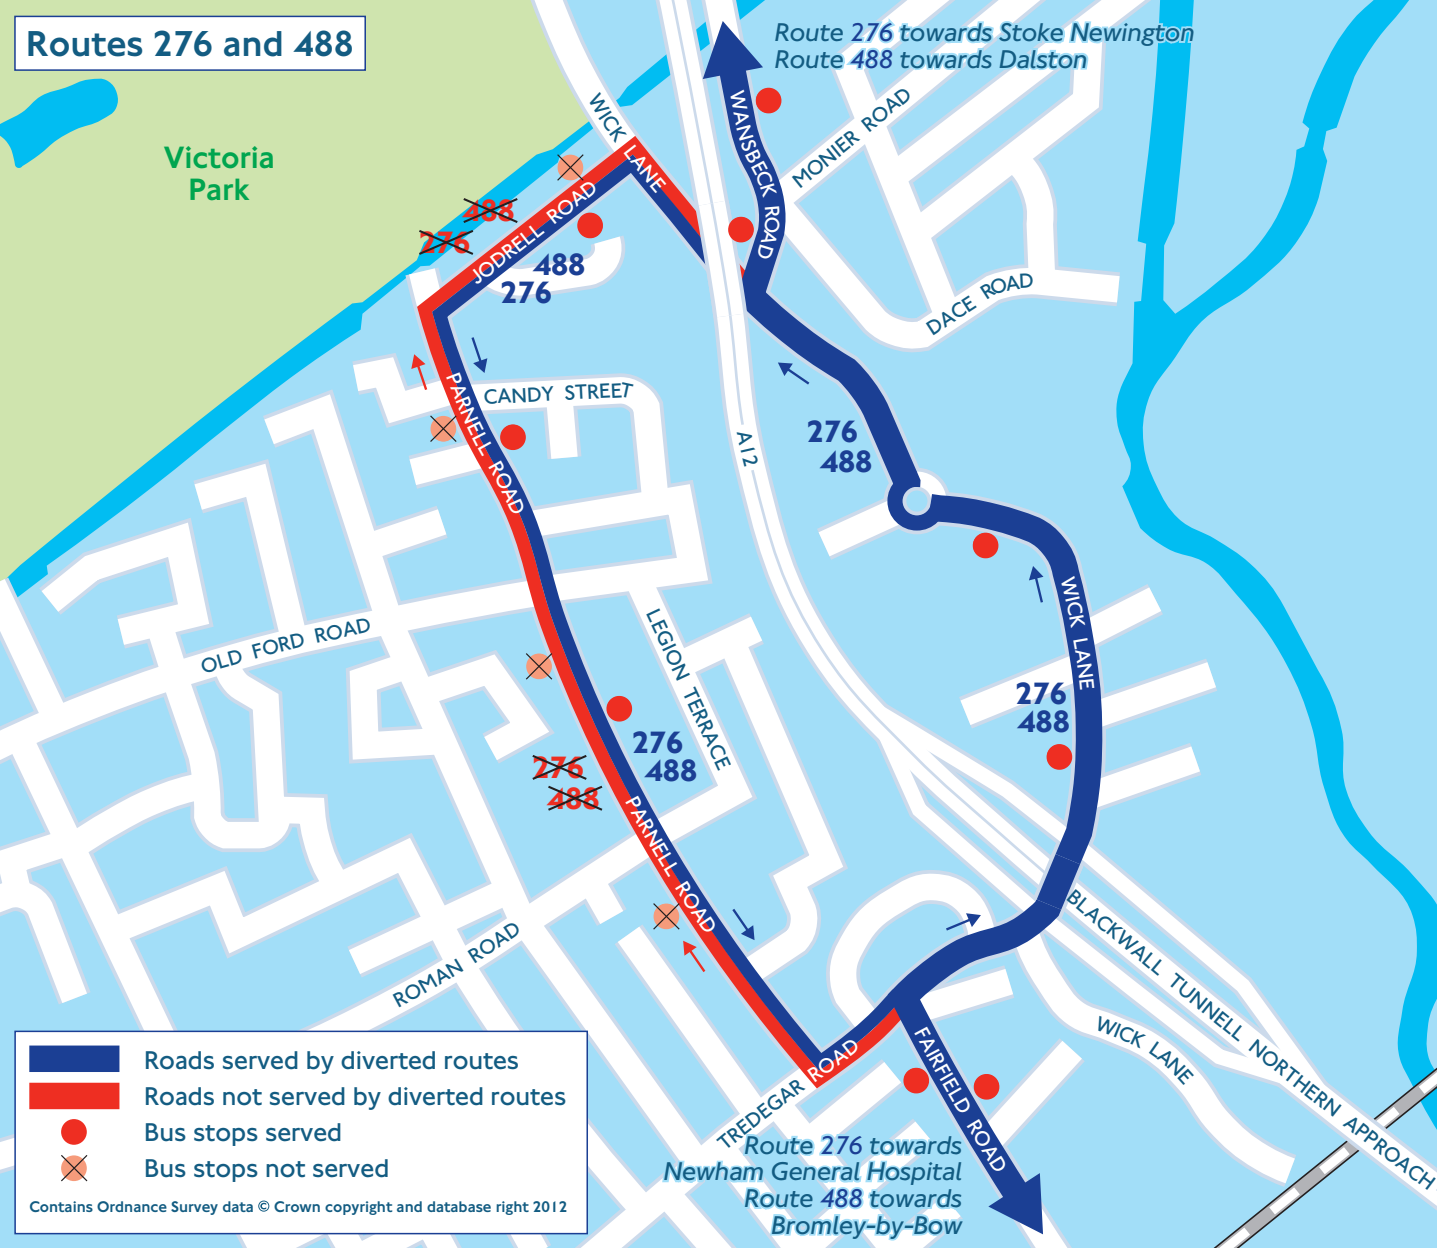 Routes 276 and 488
Route 276 towards Stoke Newington
Route 488 towards Dalston
Victoria
Park
WICK
LANE
WANSBECK ROAD
MONIER ROAD
488
276
JODRELL ROAD
488
276
DACE ROAD
PARNELL ROAD
CANDY STREET
A12
276
488
WICK LANE
OLD FORD ROAD
LEGION TERRACE
276
488
276
488
276
488
PARNELL ROAD
ROMAN ROAD
BLACKWALL TUNNELL NORTHERN APPROACH
WICK LANE
TREDEGAR ROAD
FAIRFIELD ROAD
Route 276 towards
Newham General Hospital
Route 488 towards
Bromley-by-Bow
Roads served by diverted routes
Roads not served by diverted routes
Bus stops served
Bus stops not served
Contains Ordnance Survey data © Crown copyright and database right 2012